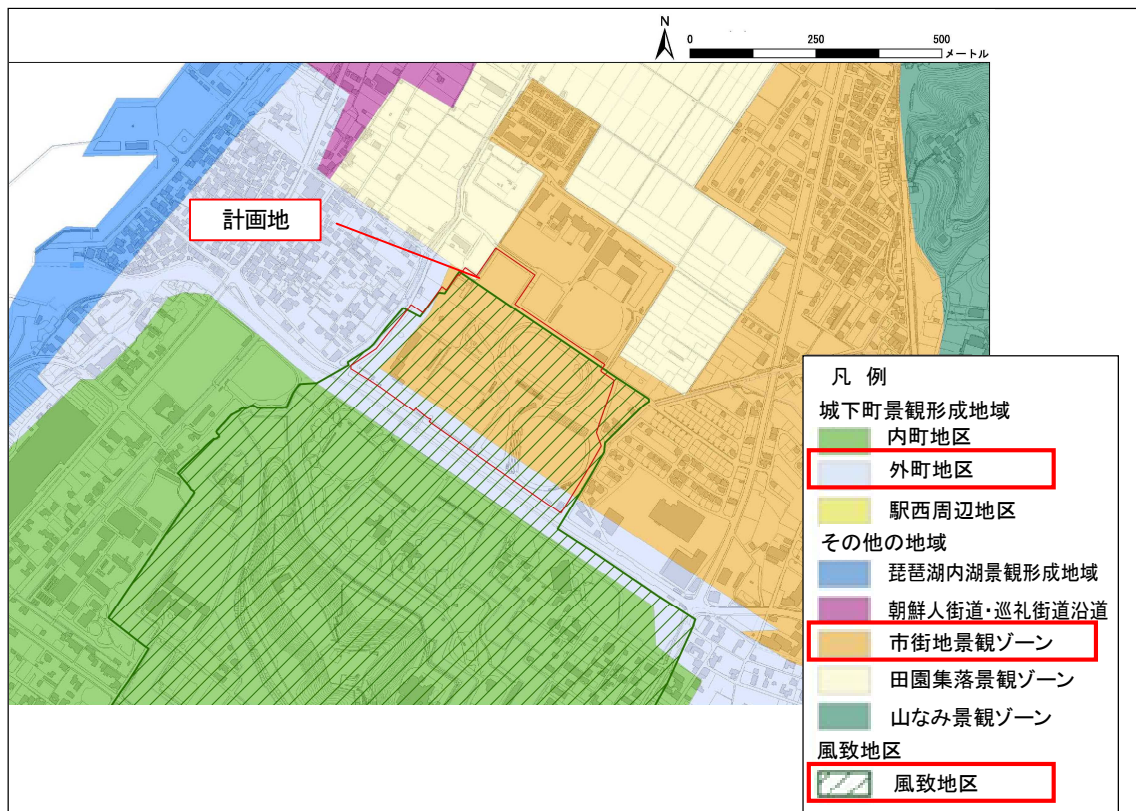 N
0 250 500
メートル
計画地
凡 例
城下町景観形成地域
内町地区
外町地区
駅西周辺地区
その他の地域
琵琶湖内湖景観形成地域
朝鮮人街道・巡礼街道沿道
市街地景観ゾーン
田園集落景観ゾーン
山なみ景観ゾーン
風致地区
風致地区